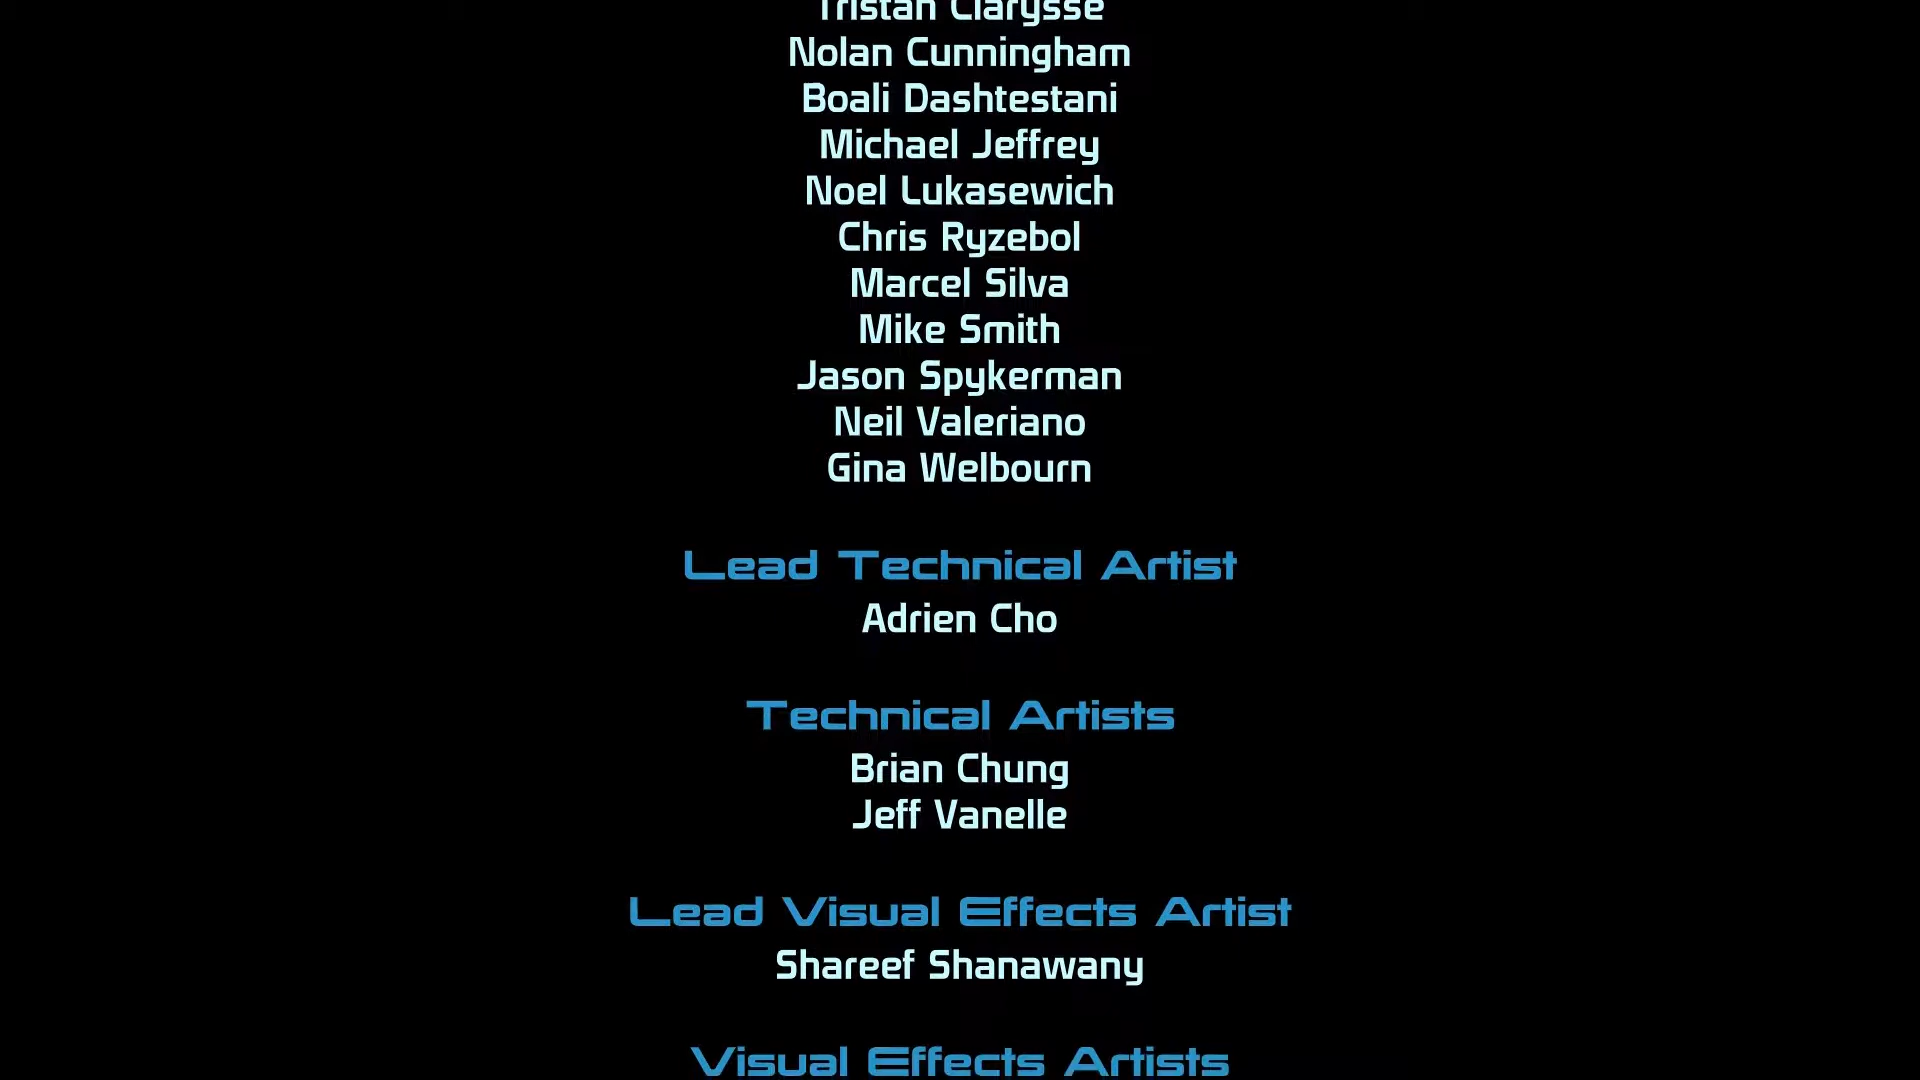 Tristan Clarysse
Nolan Cunningham
Boali Dashtestani
Michael Jeffrey
Noel Lukasewich
Chris Ryzebol
Marcel Silva
Mike Smith
Jason Spykerman
Neil Valeriano
Gina Welbourn
Lead Technical Artist
Adrien Cho
Technical Artists
Brian Chung
Jeff Vanelle
Lead Visual Effects Artist
Shareef Shanawany
Visual Effects Artists